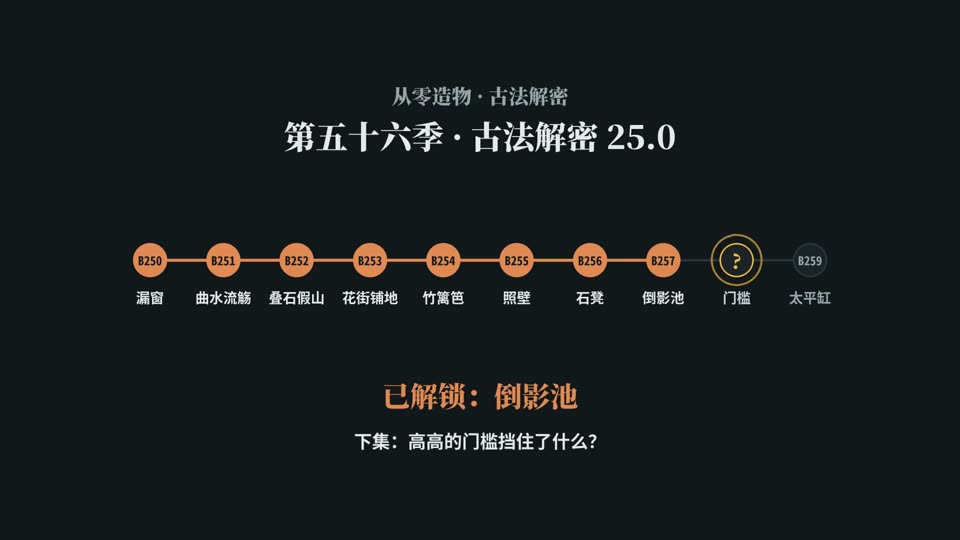 从零造物 · 古法解密
第五十六季 · 古法解密 25.0
B250 B251 B252 B253 B254 B255 B256 B257 ? B259
漏窗 曲水流觞 叠石假山 花街铺地 竹篱笆 照壁 石凳 倒影池 门槛 太平缸
已解锁：倒影池
下集：高高的门槛挡住了什么？